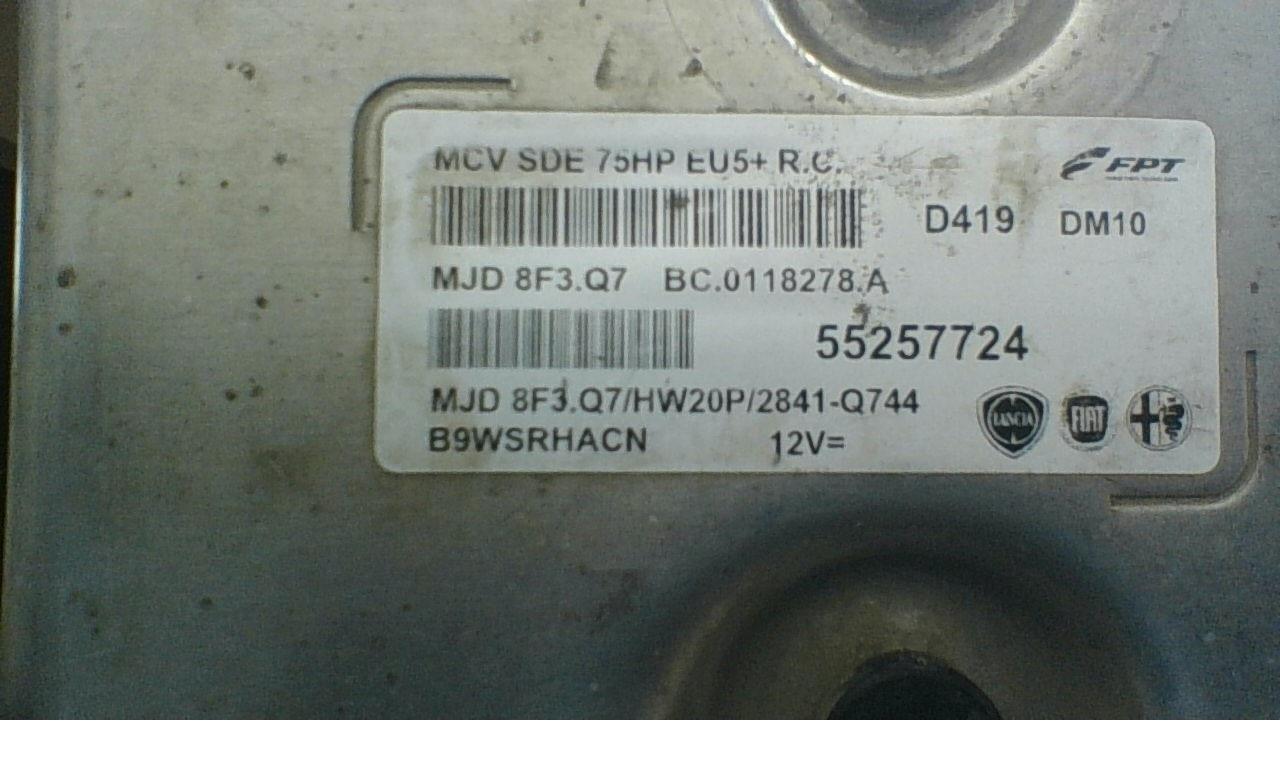 MCV SDE 75HP EU5+ R.C.
FPT
D419 DM10
MJD 8F3.Q7 BC.0118278.A
55257724
MJD 8F3.Q7/HW20P/2841-Q744
LANCIA FIAT
B9WSRHACN 12V=